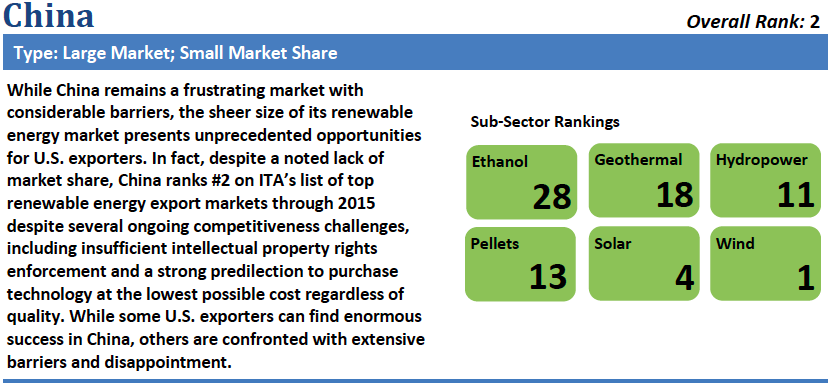 China
Overall Rank: 2
Type: Large Market; Small Market Share
While China remains a frustrating market with
considerable barriers, the sheer size of its renewable
energy market presents unprecedented opportunities
for U.S. exporters. In fact, despite a noted lack of
market share, China ranks #2 on ITA’s list of top
renewable energy export markets through 2015
despite several ongoing competitiveness challenges,
including insufficient intellectual property rights
enforcement and a strong predilection to purchase
technology at the lowest possible cost regardless of
quality. While some U.S. exporters can find enormous
success in China, others are confronted with extensive
barriers and disappointment.
Sub-Sector Rankings
Ethanol
28
Geothermal
18
Hydropower
11
Pellets
13
Solar
4
Wind
1